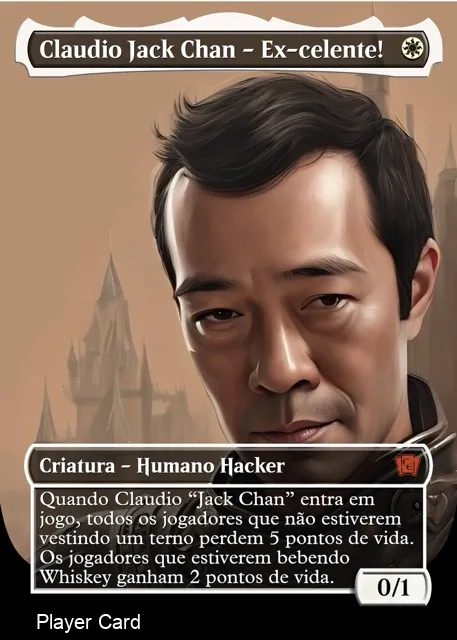 Claudio Jack Chan - Ex-celente!
Criatura - Humano Hacker
Quando Claudio “Jack Chan” entra em
jogo, todos os jogadores que não estiverem
vestindo um terno perdem 5 pontos de vida.
Os jogadores que estiverem bebendo
Whiskey ganham 2 pontos de vida.
0/1
Player Card